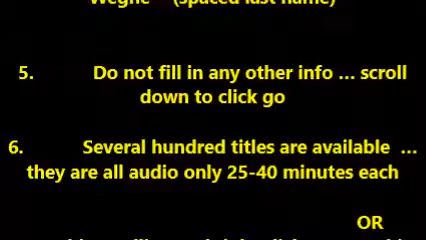 Weghe (spaced last name)
5. Do not fill in any other info ... scroll
down to click go
6. Several hundred titles are available ...
they are all audio only 25-40 minutes each
OR